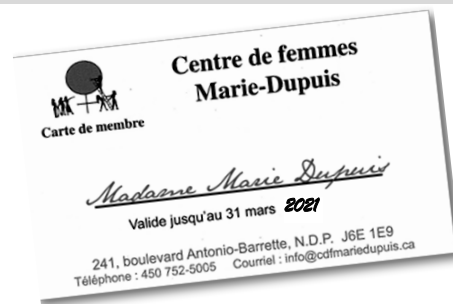 Centre de femmes
Marie-Dupuis
Carte de membre
Madame Marie Dupuis
Valide jusqu'au 31 mars 2021
241, boulevard Antonio-Barrette, N.D.P. J6E 1E9
Téléphone : 450 752-5005 Courriel : info@cdfmariedupuis.ca